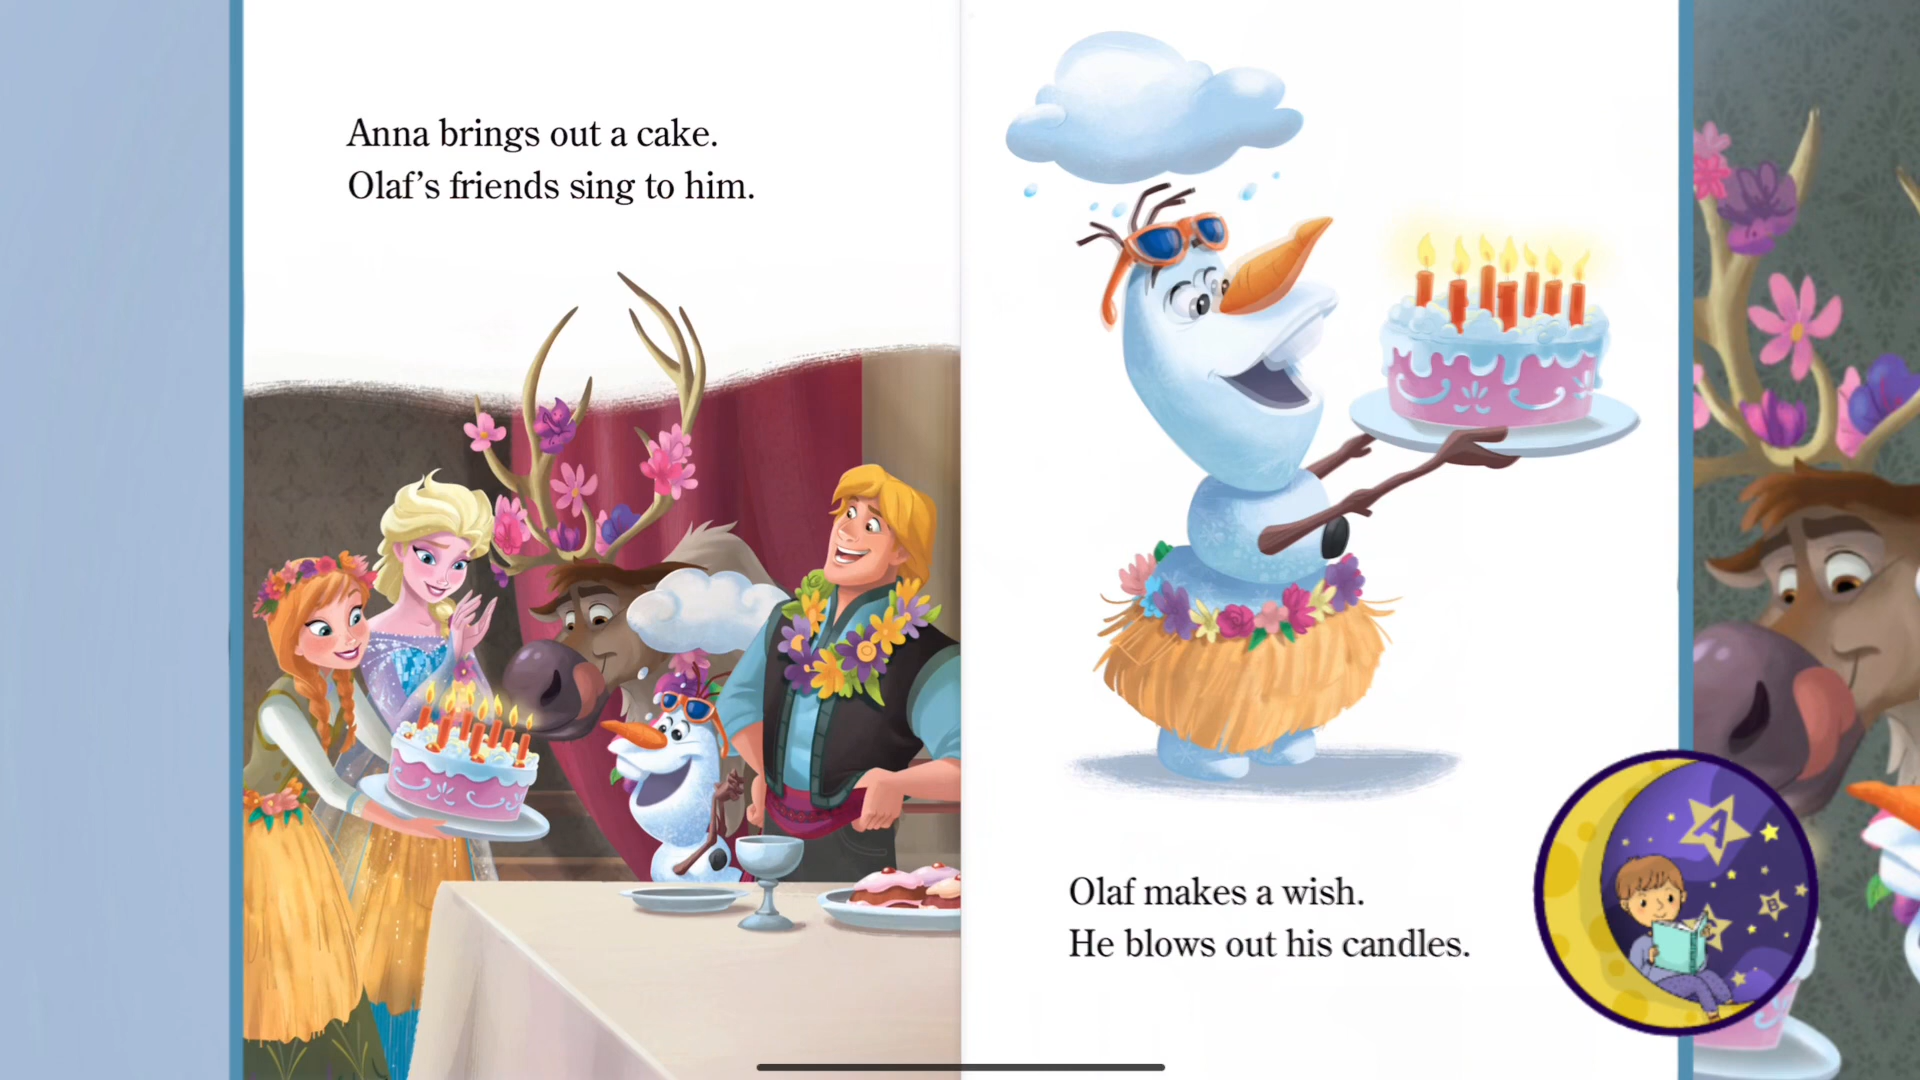 Anna brings out a cake.
Olaf's friends sing to him.
Olaf makes a wish.
He blows out his candles.
A
B